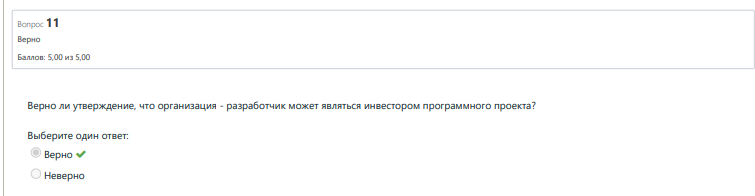 Вопрос 11
Верно
Баллов: 5,00 из 5,00
Верно ли утверждение, что организация - разработчик может являться инвестором программного проекта?
Выберите один ответ:
Верно
Неверно